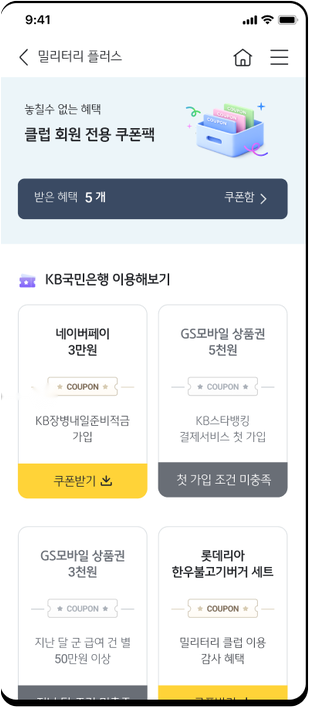 9:41
밀리터리 플러스
놓칠수 없는 혜택
클럽 회원 전용 쿠폰팩
COUPON
COUPON
COUPON
받은 혜택 5 개
쿠폰함
KB국민은행 이용해보기
네이버페이
3만원
COUPON
KB장병내일준비적금
가입
쿠폰받기
GS모바일 상품권
5천원
COUPON
KB스타뱅킹
결제서비스 첫 가입
첫 가입 조건 미충족
GS모바일 상품권
3천원
COUPON
지난 달 군 급여 건 별
50만원 이상
롯데리아
한우불고기버거 세트
COUPON
밀리터리 클럽 이용
감사 혜택
쿠폰받기